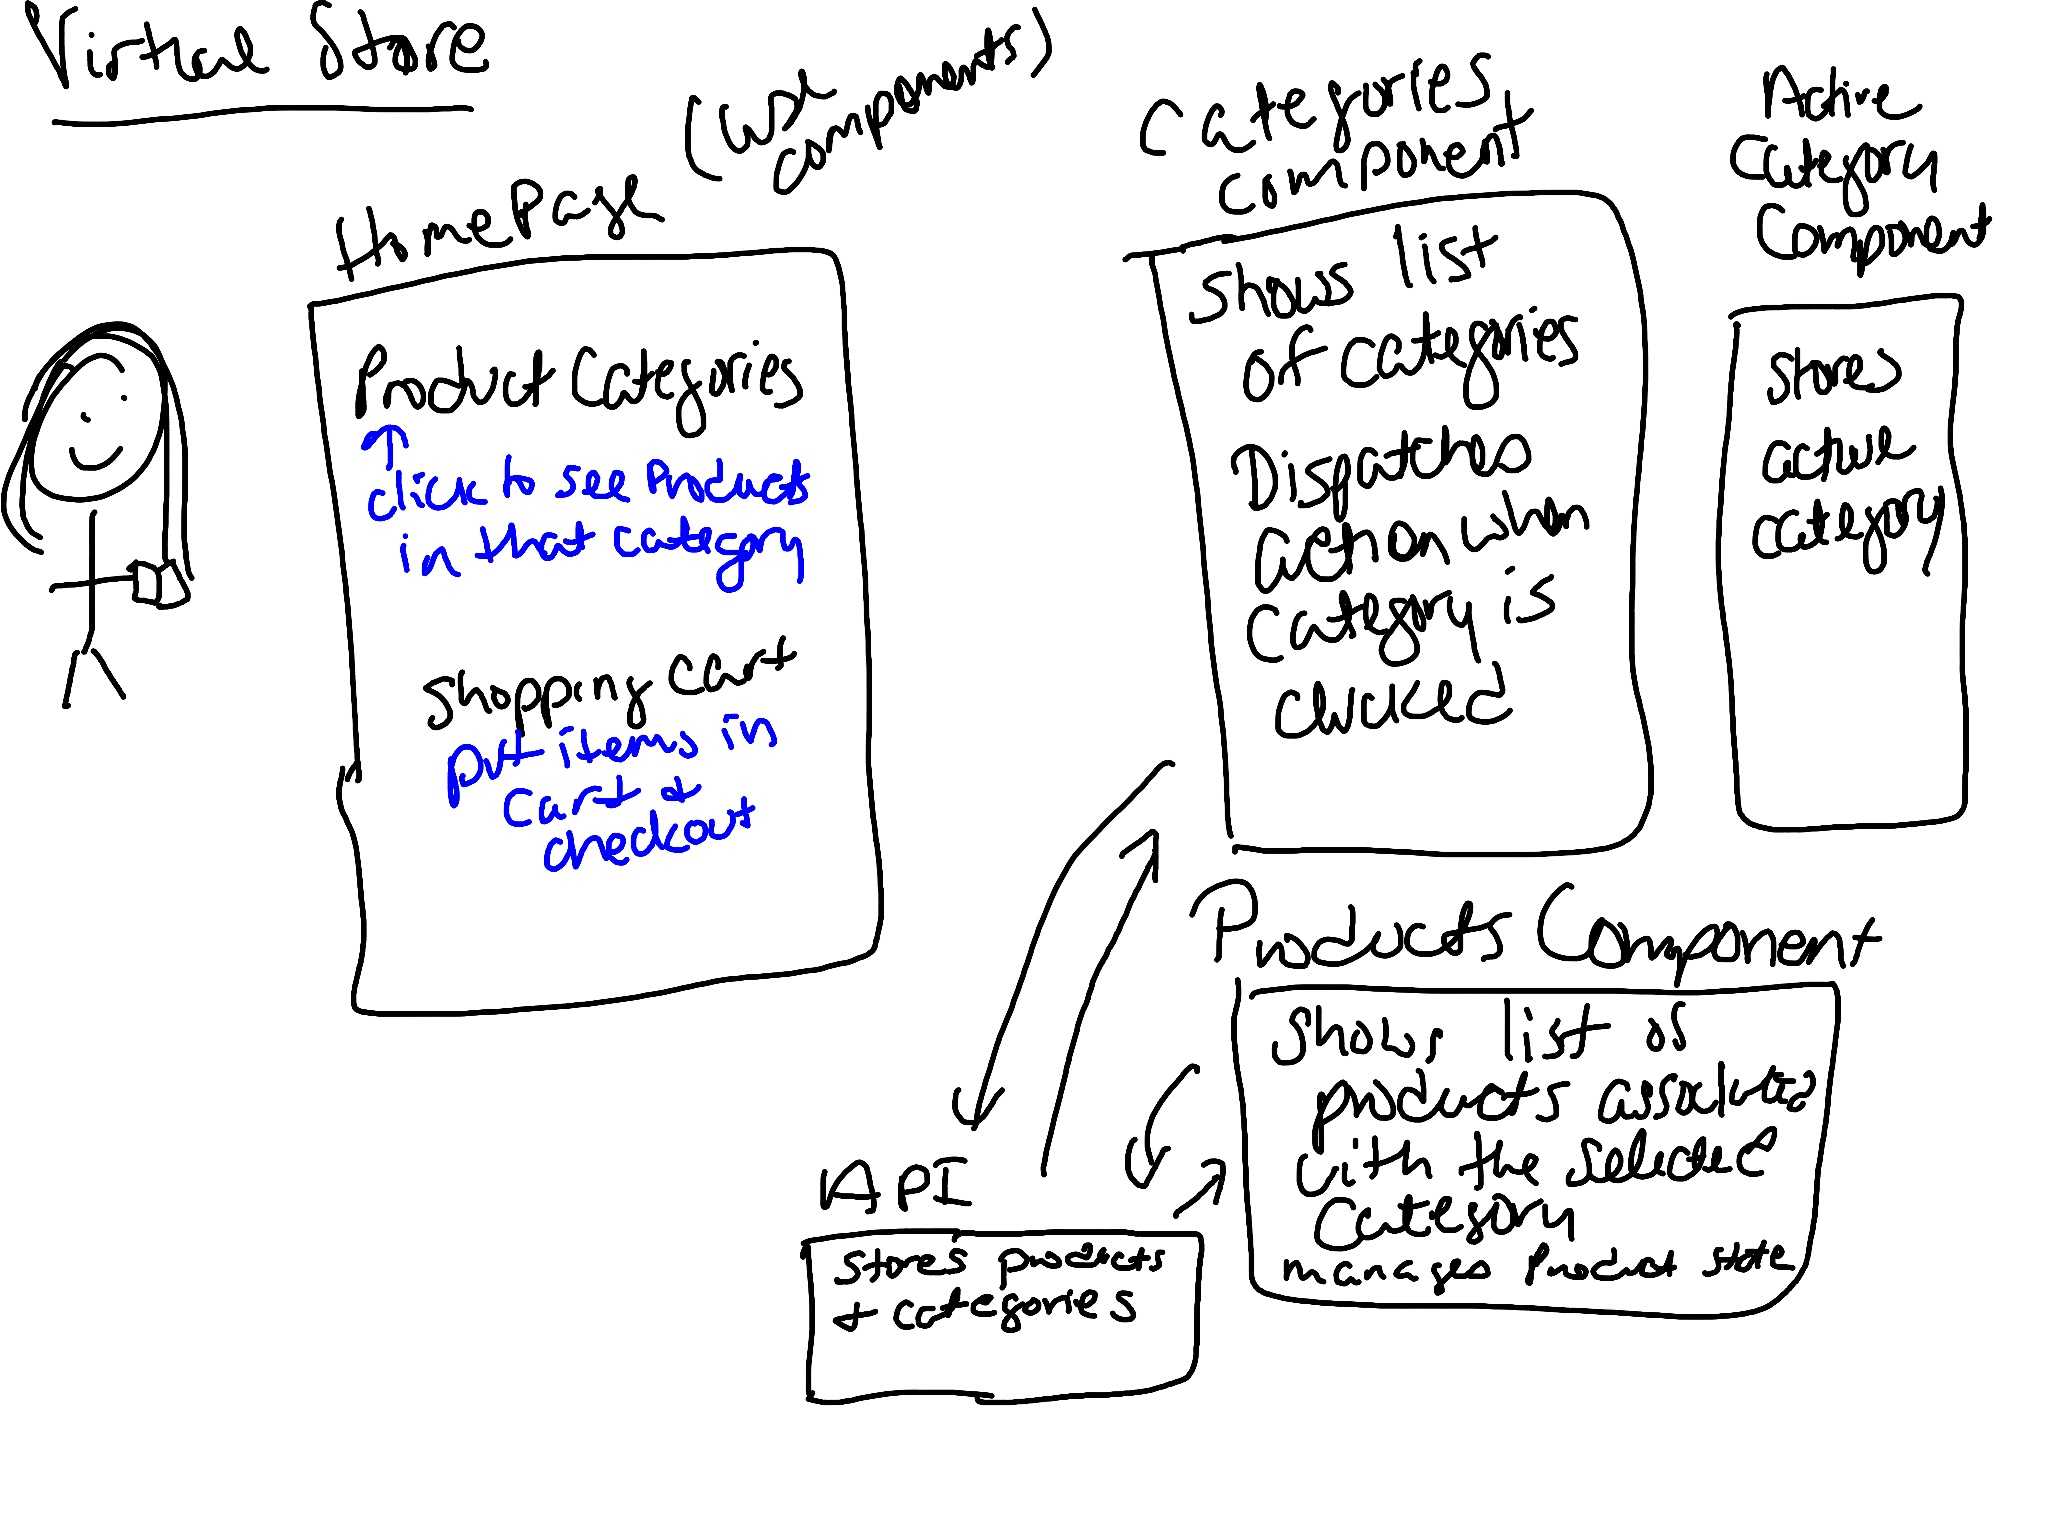 Virtual Store
HomePage
(use
components)
Product Categories
click to see Products
in that category
shopping cart
put items in
cart &
checkout
Categories
component
shows list
of categories
Dispatches
action when
category is
clicked
Active
Category
Component
stores
active
category
Products Component
shows list of
products associated
with the selected
category
manages product state
API
stores products
+ categories